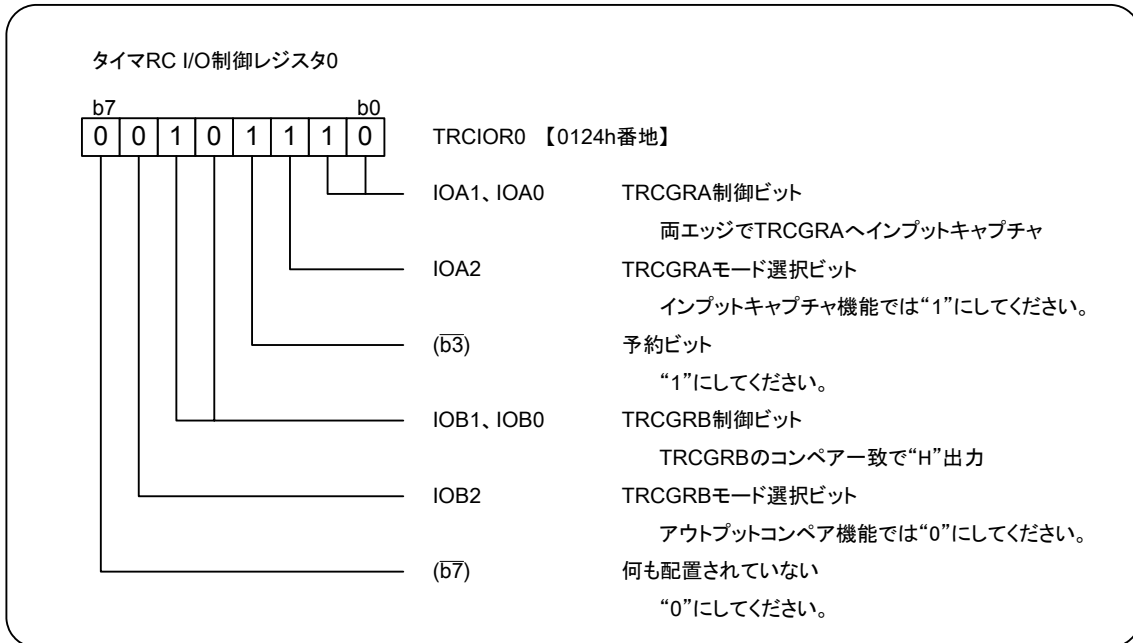 タイマRC I/O制御レジスタ0
b7 b0
0 0 1 0 1 1 1 0 TRCIOR0 【0124h番地】
IOA1、IOA0 TRCGRA制御ビット
両エッジでTRCGRAへインプットキャプチャ
IOA2 TRCGRAモード選択ビット
インプットキャプチャ機能では“1”にしてください。
(b3) 予約ビット
“1”にしてください。
IOB1、IOB0 TRCGRB制御ビット
TRCGRBのコンペア一致で“H”出力
IOB2 TRCGRBモード選択ビット
アウトプットコンペア機能では“0”にしてください。
(b7) 何も配置されていない
“0”にしてください。